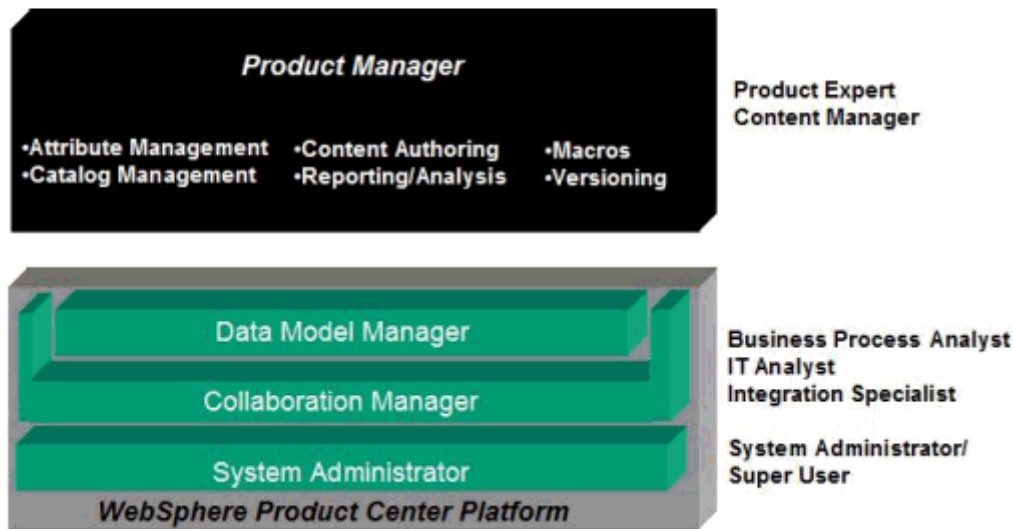 Product Manager
•Attribute Management •Content Authoring •Macros
•Catalog Management •Reporting/Analysis •Versioning
Product Expert
Content Manager
Data Model Manager
Collaboration Manager
Business Process Analyst
IT Analyst
Integration Specialist
System Administrator
System Administrator/
Super User
WebSphere Product Center Platform